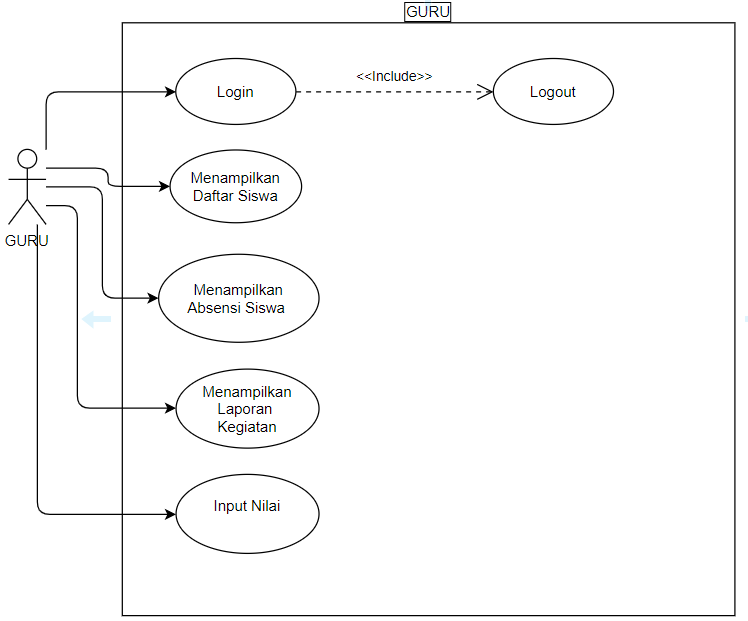 GURU
Login
<<Include>>
Logout
Menampilkan
Daftar Siswa
GURU
Menampilkan
Absensi Siswa
Menampilkan
Laporan
Kegiatan
Input Nilai